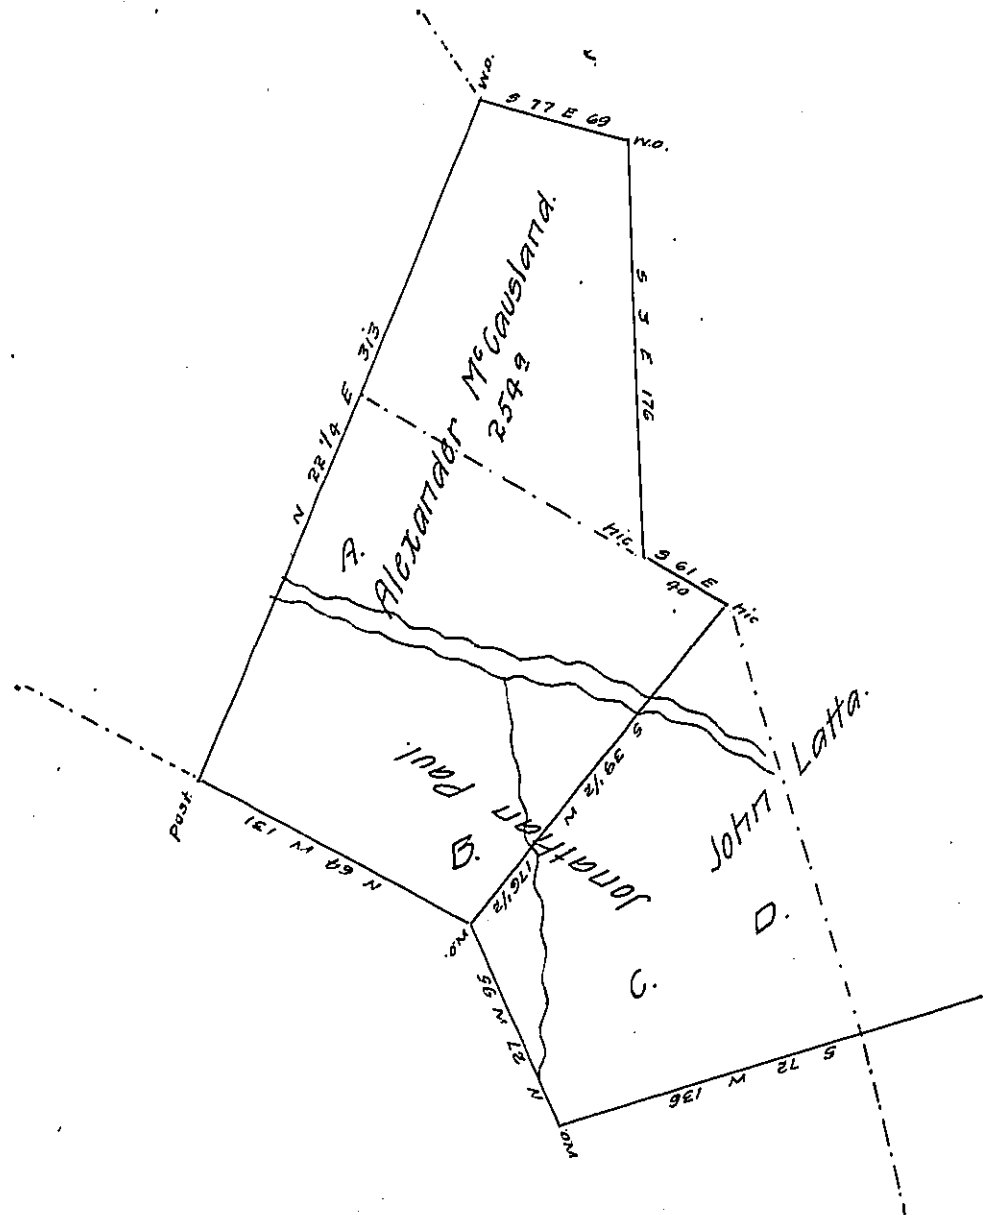 W.O.
S 77 E 69
W.O.
S 3 E 176
N 22 1/4 E 313
Alexander McCausland.
254 a
A.
Hic
S 61 E
40
Hic
John Latta.
Jonathan Paul.
S 39 1/2 W
176 1/2
B.
Post
N 64 W 131
W.O.
N 27 W 95
C.
D.
S 72 W 136
W.O.